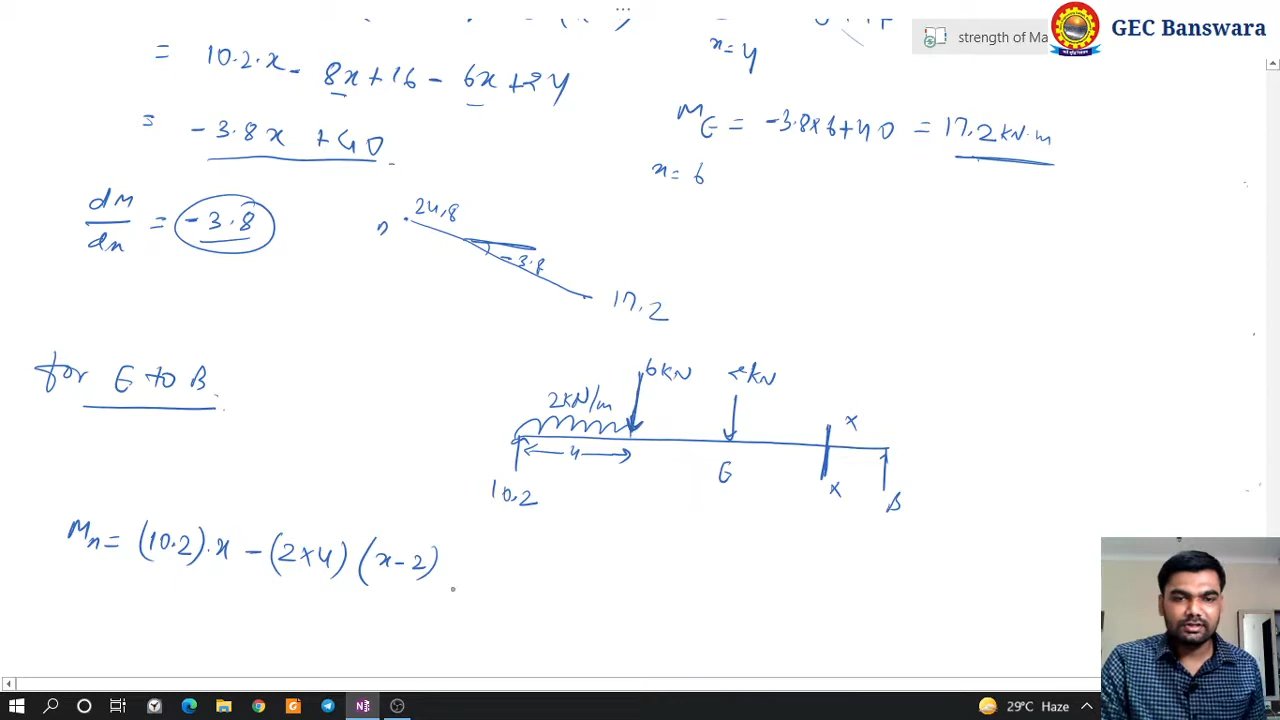 GEC Banswara
strength of Ma
x=4
= 10.2·x - 8x+16 - 6x+24
= -3.8x +40
M_E = -3.8×6+40 = 17.2 kN·m
x=6
dM/dx = -3.8
24.8
-3.8
17.2
for E to B
6kN
2kN/m
kN
x
4
E
10.2
x
B
M_x = (10.2)·x - (2×4) (x-2)
29°C Haze